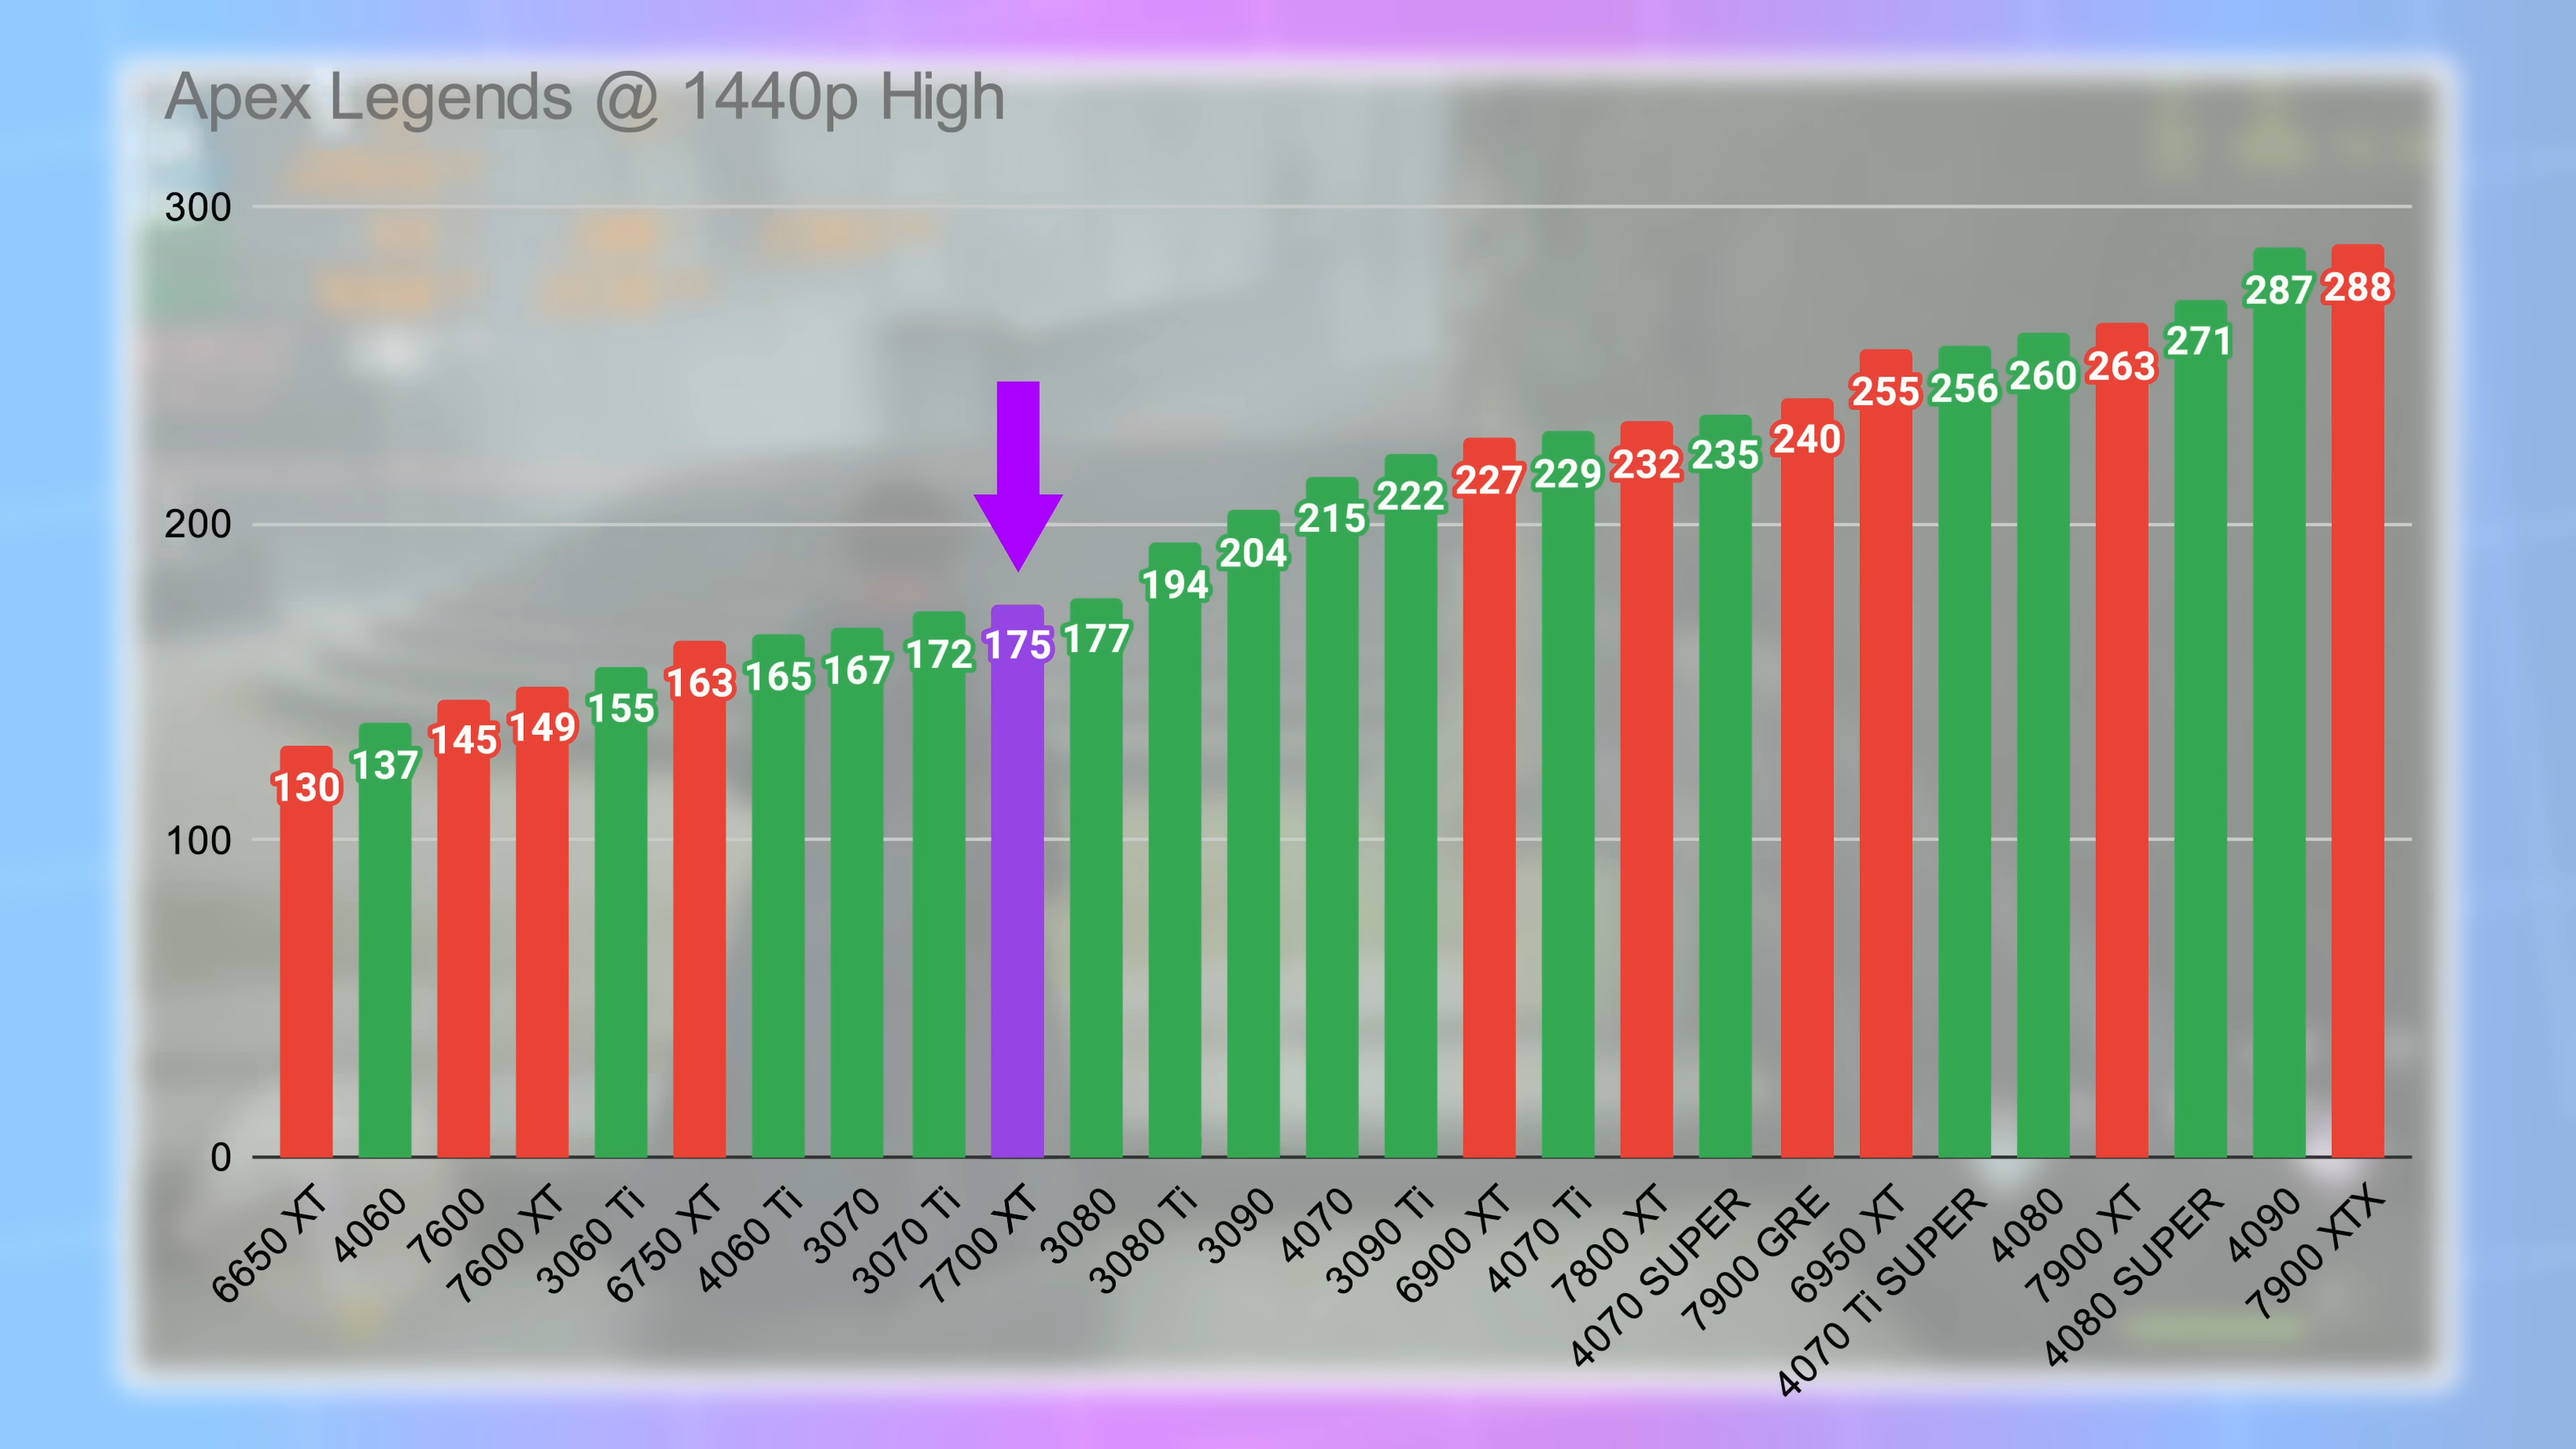 Apex Legends @ 1440p High
300
200
100
0
130
137
145
149
155
163
165
167
172
175
177
194
204
215
222
227
229
232
235
240
255
256
260
263
271
287
288
6650 XT
4060
7600
7600 XT
3060 Ti
6750 XT
4060 Ti
3070
3070 Ti
7700 XT
3080
3080 Ti
3090
4070
3090 Ti
6900 XT
4070 Ti
7800 XT
4070 SUPER
7900 GRE
6950 XT
4070 Ti SUPER
4080
7900 XT
4080 SUPER
4090
7900 XTX